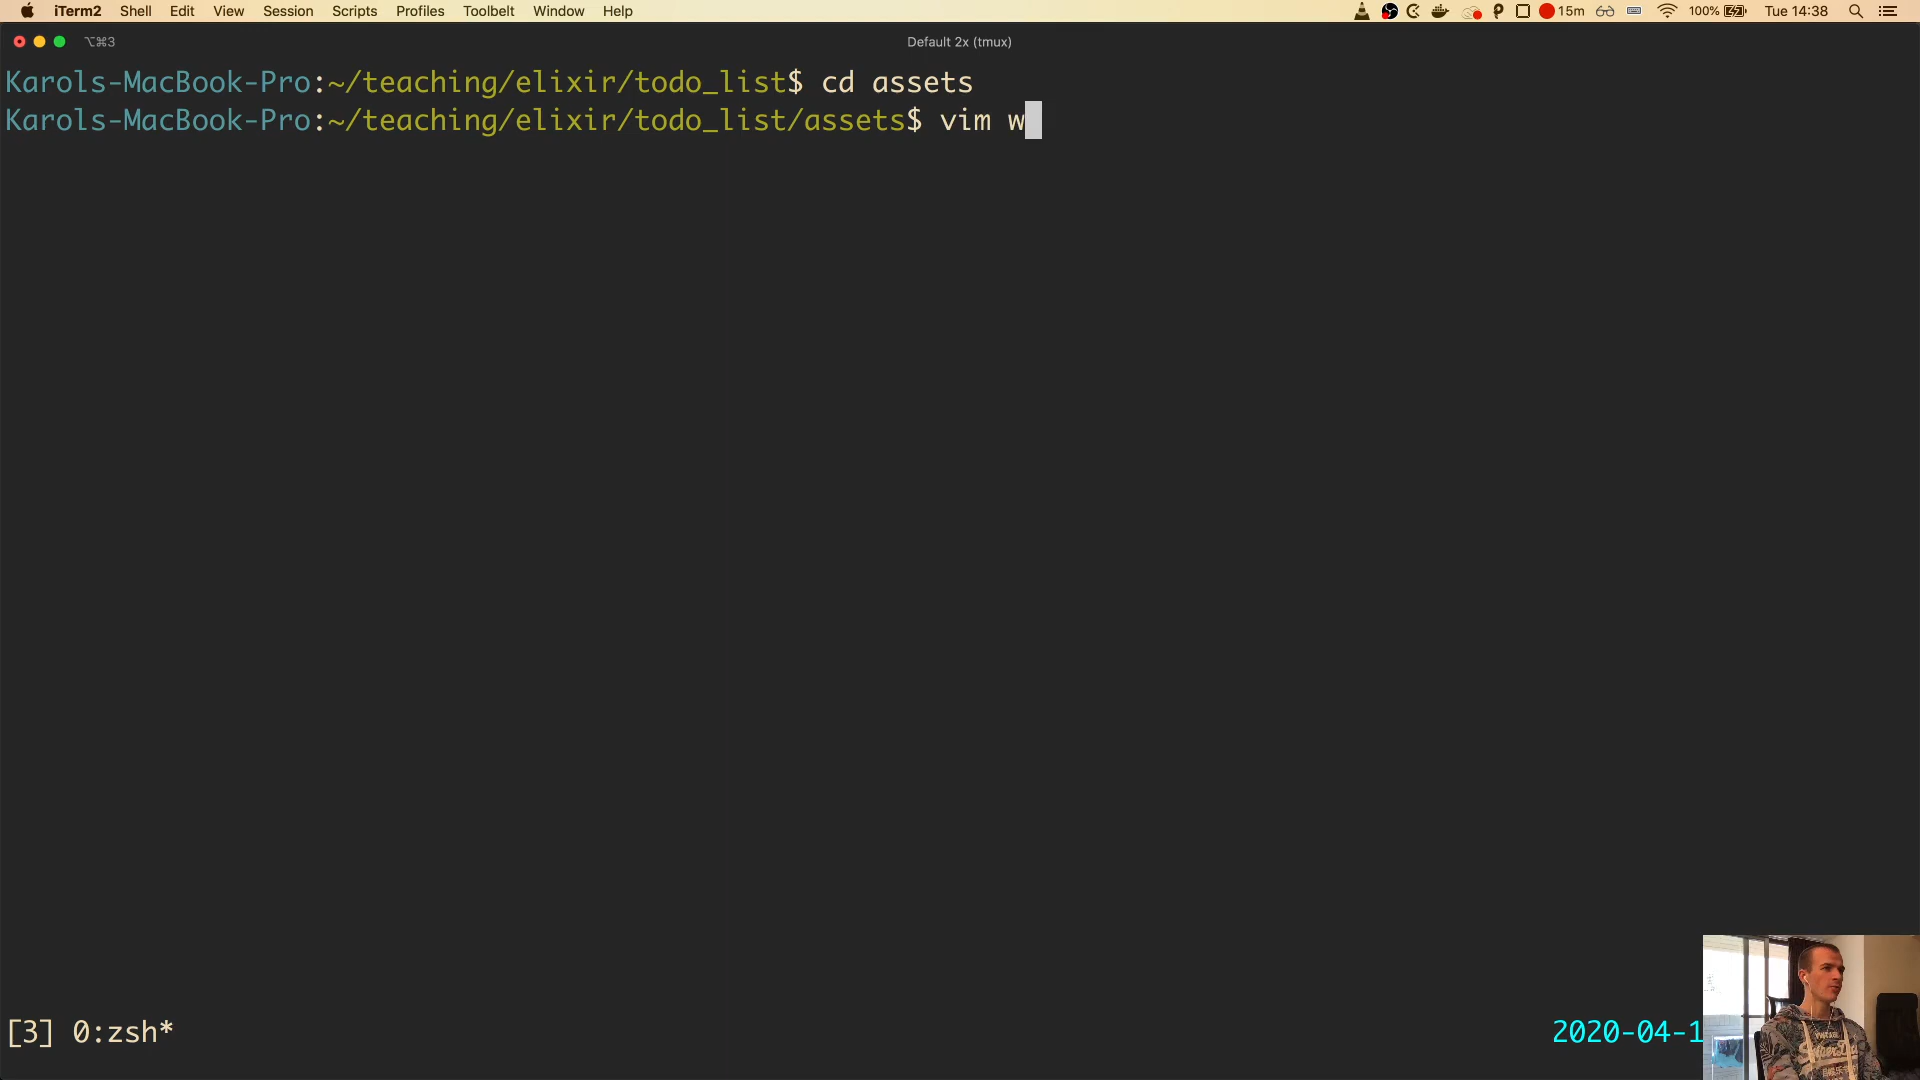 iTerm2 Shell Edit View Session Scripts Profiles Toolbelt Window Help 15m 100% Tue 14:38
⌥⌘3 Default 2x (tmux)
Karols-MacBook-Pro:~/teaching/elixir/todo_list$ cd assets
Karols-MacBook-Pro:~/teaching/elixir/todo_list/assets$ vim w
[3] 0:zsh* 2020-04-1